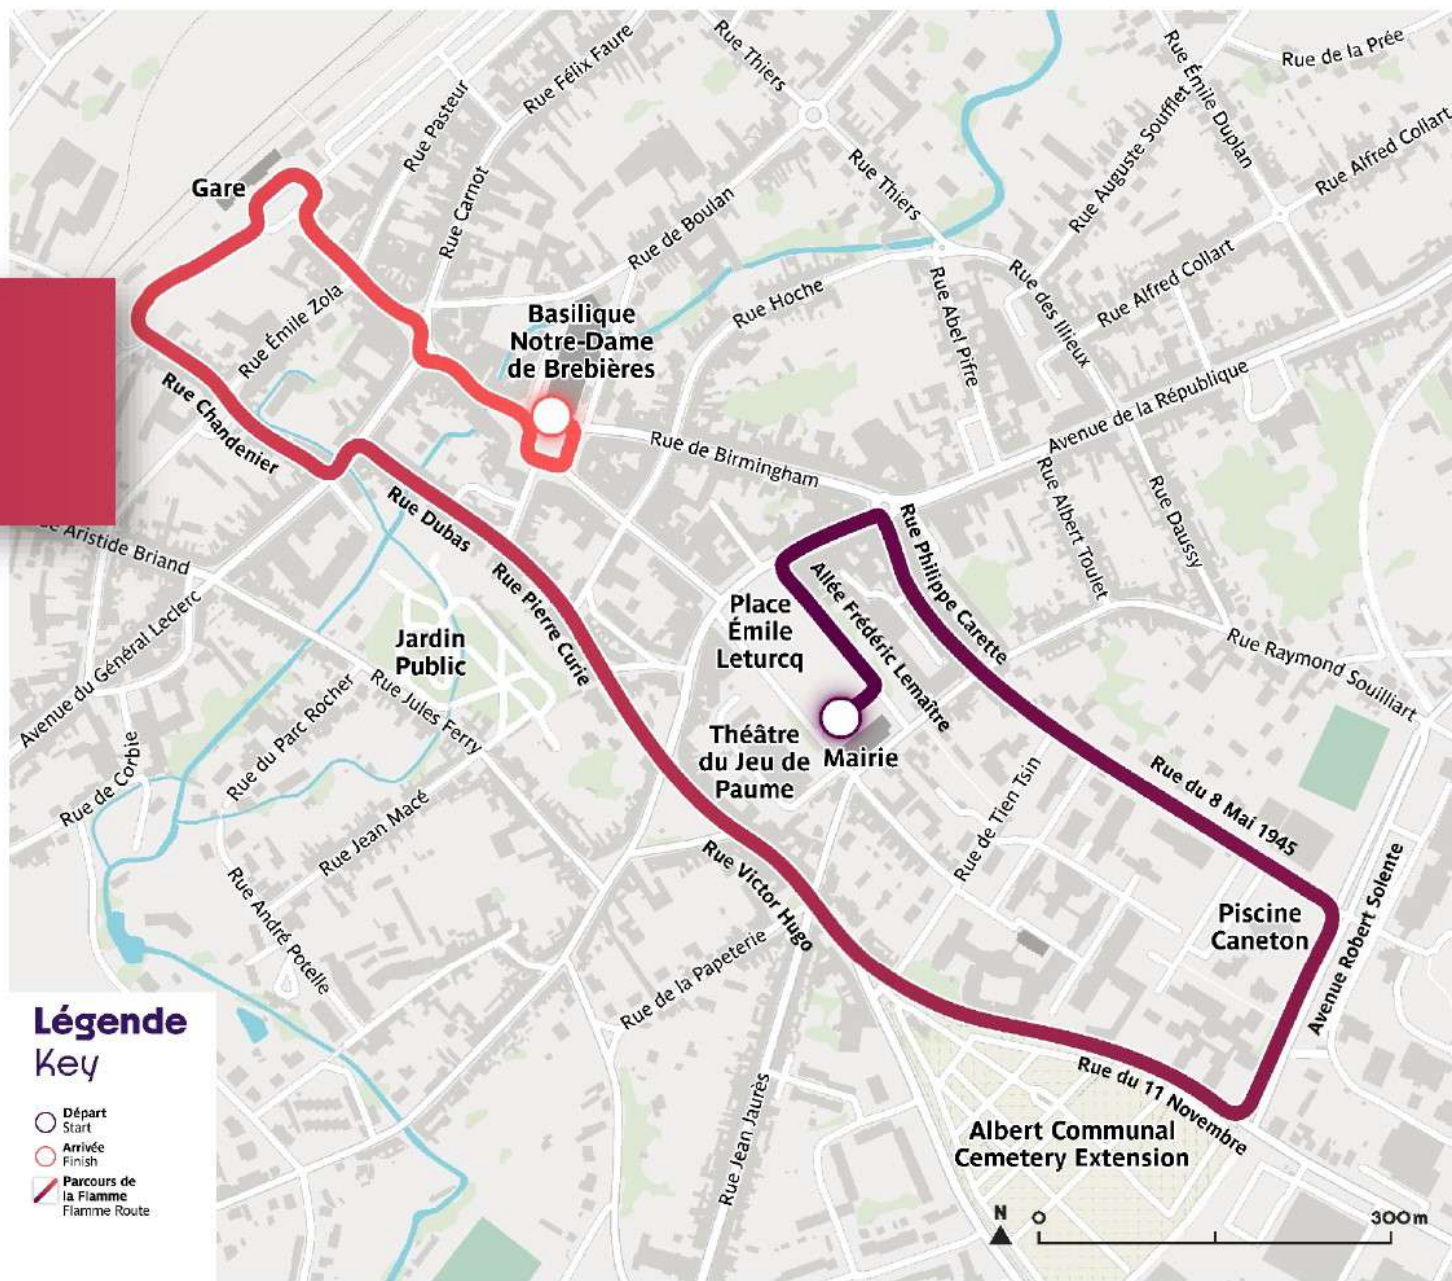 Rue Thiers
Rue Émile Duplan
Rue de la Prée
Rue Félix Faure
Rue Pasteur
Rue Auguste Soufflet
Rue Alfred Collart
Rue Thiers
Gare
Rue Carnot
Rue de Boulan
Rue Alfred Collart
Rue des Illieux
Rue Abel Pifre
Rue Hoche
Rue Émile Zola
Basilique
Notre-Dame
de Brebières
Rue Chandenier
Avenue de la République
Rue de Birmingham
Rue Albert Toulet
Rue Daussy
Rue Dubas
Aristide Briand
Rue Philippe Carette
Allée Frédéric Lemaître
Rue Pierre Curie
Place
Émile
Leturcq
Jardin
Public
Avenue du Général Leclerc
Rue Raymond Souilliart
Rue du Parc Rocher
Rue Jules Ferry
Théâtre
du Jeu de
Paume
Mairie
Rue de Corbie
Rue Jean Macé
Rue de Tien Tsin
Rue du 8 Mai 1945
Rue Victor Hugo
Avenue Robert Solente
Piscine
Caneton
Rue André Potelle
Rue de la Papeterie
Rue Jean Jaurès
Rue du 11 Novembre
Albert Communal
Cemetery Extension
Légende
Key
Départ
Start
Arrivée
Finish
Parcours de
la Flamme
Flamme Route
N 0 300m